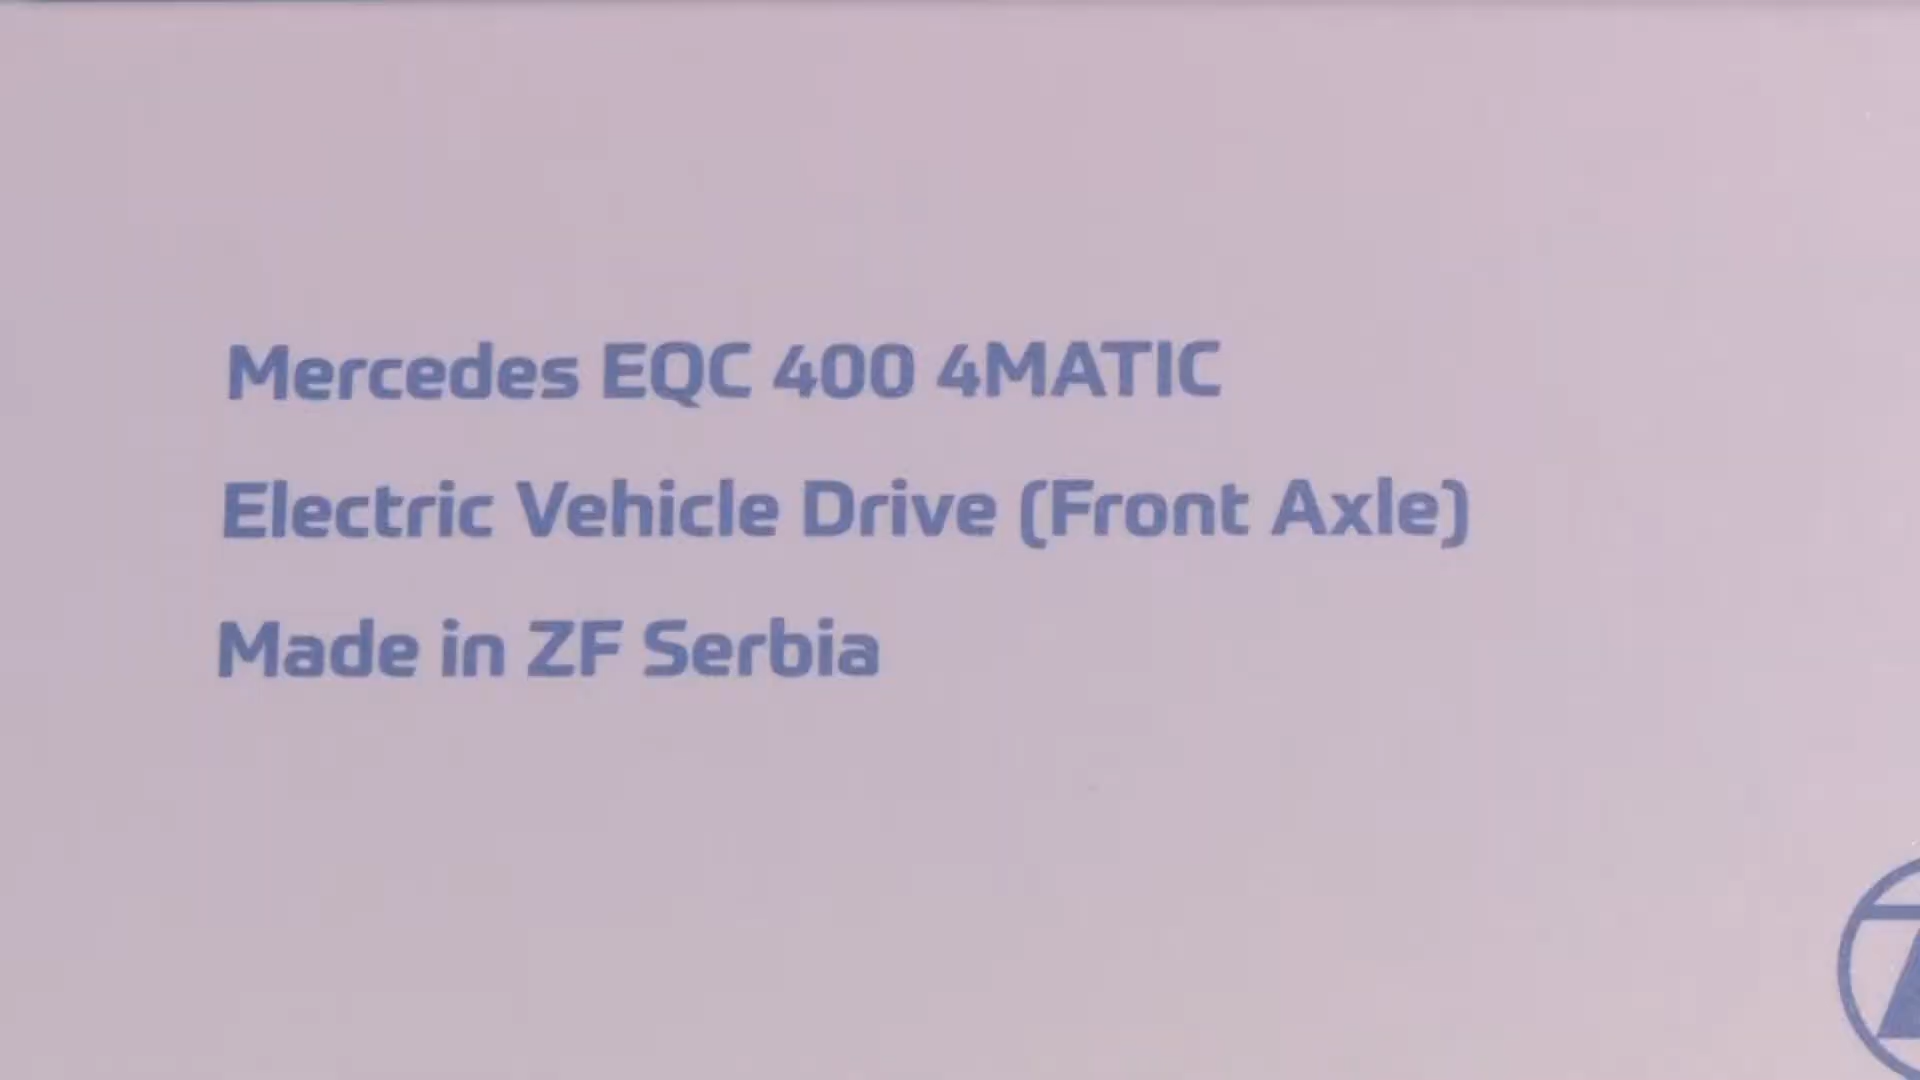 Mercedes EQC 400 4MATIC
Electric Vehicle Drive (Front Axle)
Made in ZF Serbia